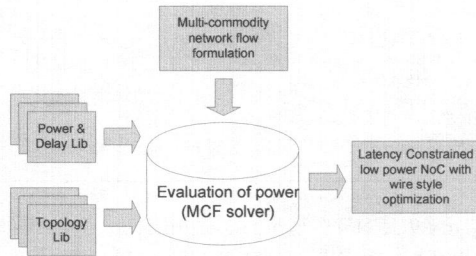 Multi-commodity
network flow
formulation
Power &
Delay Lib
Topology
Lib
Evaluation of power
(MCF solver)
Latency Constrained
low power NoC with
wire style
optimization